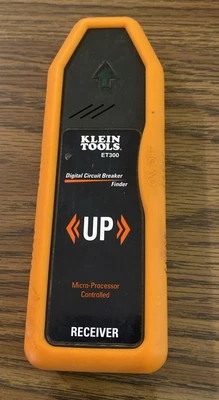 KLEIN
TOOLS®
ET300
Digital Circuit Breaker
Finder
UP
Micro-Processor
Controlled
RECEIVER